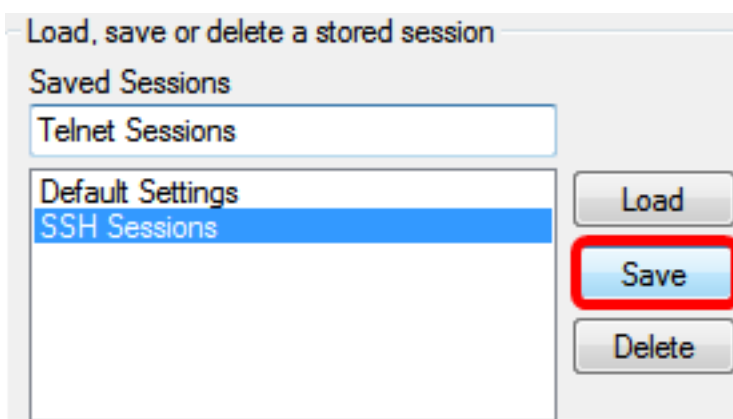 Load, save or delete a stored session
Saved Sessions
Telnet Sessions
Default Settings
SSH Sessions
Load
Save
Delete